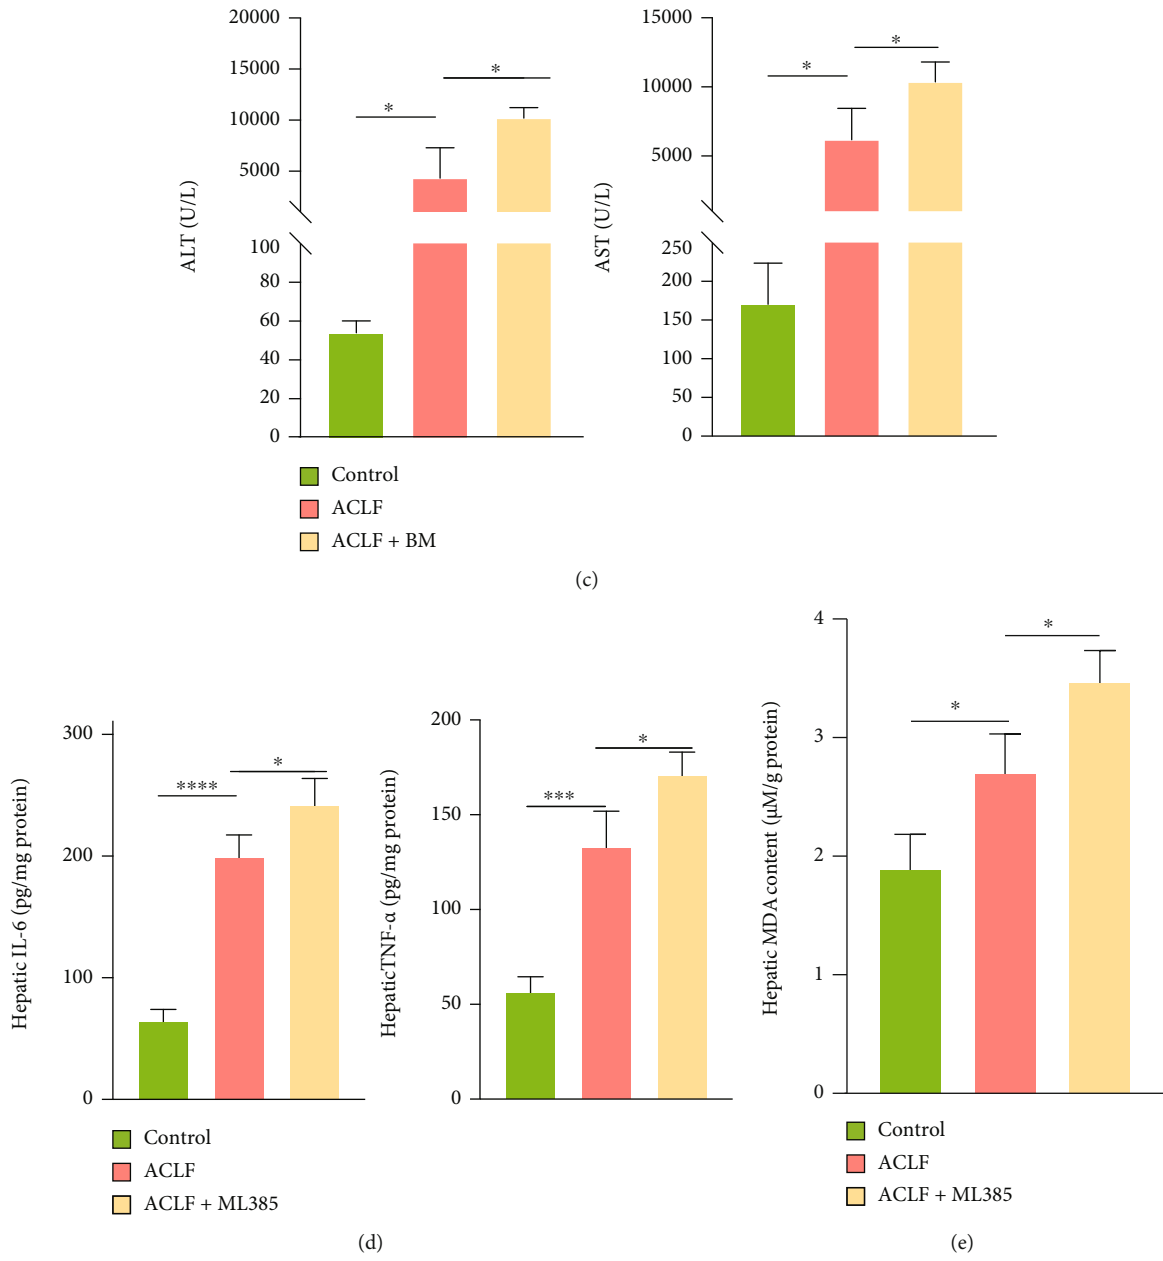 20000
15000
10000
5000
100
80
60
40
20
0
ALT (U/L)
*
*
15000
10000
5000
250
200
150
100
50
0
AST (U/L)
*
*
Control
ACLF
ACLF + BM
(c)
300
200
100
0
Hepatic IL-6 (pg/mg protein)
****
*
200
150
100
50
0
Hepatic TNF-α (pg/mg protein)
***
*
Control
ACLF
ACLF + ML385
(d)
4
3
2
1
0
Hepatic MDA content (μM/g protein)
*
*
Control
ACLF
ACLF + ML385
(e)